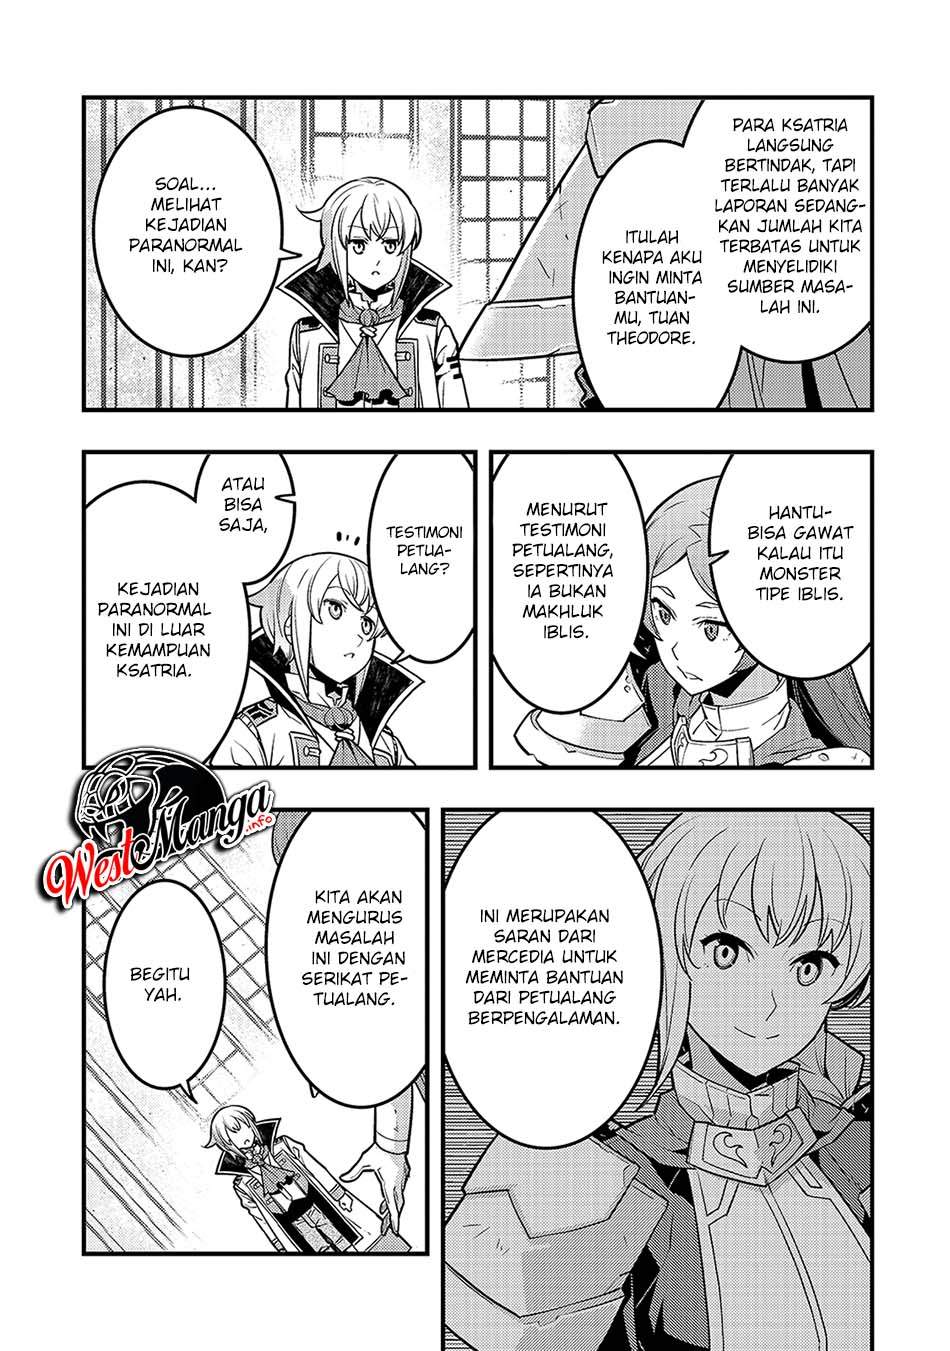 PARA KSATRIA
LANGSUNG
BERTINDAK, TAPI
TERLALU BANYAK
LAPORAN SEDANG-
KAN JUMLAH KITA
TERBATAS UNTUK
MENYELIDIKI
SUMBER MASA-
LAH INI.
ITULAH
KENAPA AKU
INGIN MINTA
BANTUAN-
MU, TUAN
THEODORE.
SOAL...
MELIHAT
KEJADIAN
PARANORMAL
INI, KAN?
HANTU-
BISA GAWAT
KALAU ITU
MONSTER
TIPE IBLIS.
MENURUT
TESTIMONI
PETUALANG,
SEPERTINYA
IA BUKAN
MAKHLUK
IBLIS.
TESTIMONI
PETUA-
LANG?
ATAU
BISA
SAJA,
KEJADIAN
PARANORMAL
INI DI LUAR
KEMAMPUAN
KSATRIA.
INI MERUPAKAN
SARAN DARI
MERCEDIA UNTUK
MEMINTA BANTUAN
DARI PETUALANG
BERPENGALAMAN.
KITA AKAN
MENGURUS
MASALAH
INI DENGAN
SERIKAT PE-
TUALANG.
BEGITU
YAH.
WestManga
.info